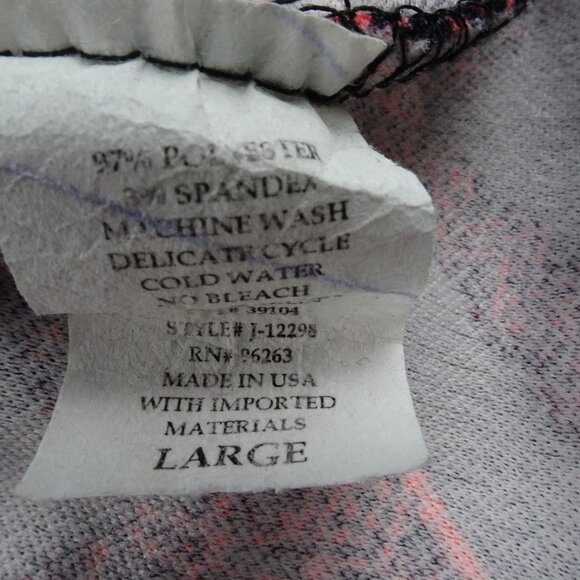 97% POLYESTER
3% SPANDEX
MACHINE WASH
DELICATE CYCLE
COLD WATER
NO BLEACH
# 39104
STYLE# J-12298
RN# 96263
MADE IN USA
WITH IMPORTED
MATERIALS
LARGE